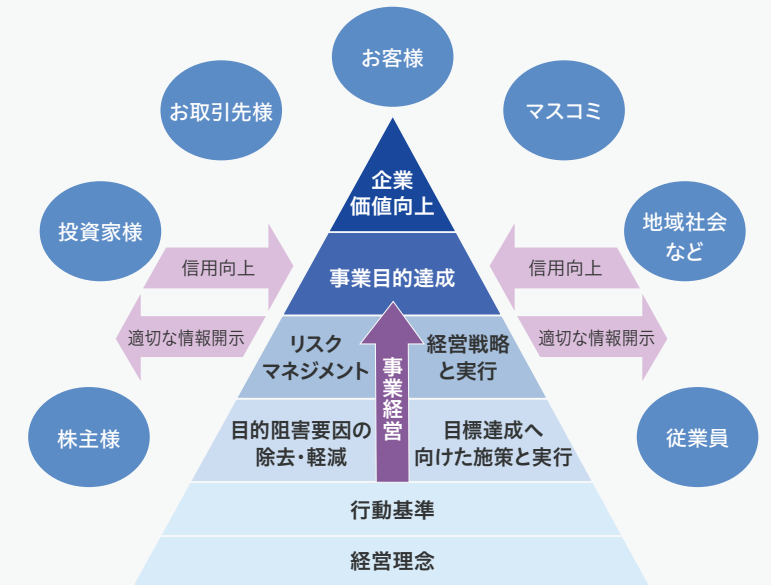 お客様
お取引先様
マスコミ
投資家様
地域社会
など
企業
価値向上
信用向上
信用向上
事業目的達成
適切な情報開示
適切な情報開示
リスク
マネジメント
経営戦略
と実行
事業経営
株主様
従業員
目的阻害要因の
除去・軽減
目標達成へ
向けた施策と実行
行動基準
経営理念